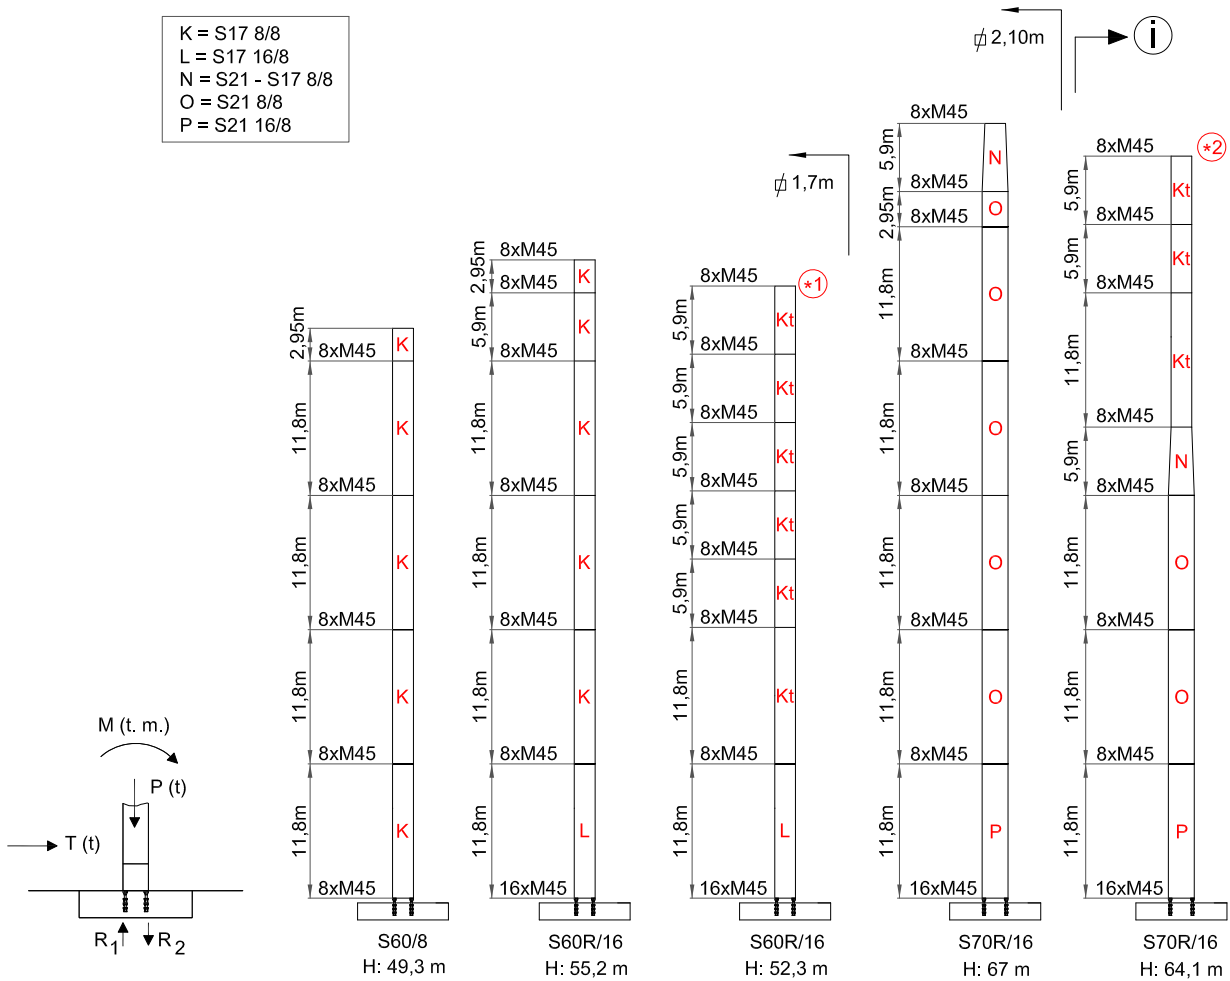 K = S17 8/8
L = S17 16/8
N = S21 - S17 8/8
O = S21 8/8
P = S21 16/8
M (t. m.)
P (t)
T (t)
R1
R2
2,95m
8xM45
K
11,8m
K
8xM45
11,8m
K
8xM45
11,8m
K
8xM45
11,8m
K
8xM45
S60/8
H: 49,3 m
8xM45
2,95m
K
8xM45
5,9m
K
8xM45
11,8m
K
8xM45
11,8m
K
8xM45
11,8m
K
8xM45
11,8m
L
16xM45
S60R/16
H: 55,2 m
1,7m
8xM45
*1
5,9m
Kt
8xM45
5,9m
Kt
8xM45
5,9m
Kt
8xM45
5,9m
Kt
8xM45
5,9m
Kt
8xM45
11,8m
Kt
8xM45
11,8m
L
16xM45
S60R/16
H: 52,3 m
2,10m
8xM45
5,9m
N
8xM45
2,95m
O
8xM45
11,8m
O
8xM45
11,8m
O
8xM45
11,8m
O
8xM45
11,8m
O
8xM45
11,8m
P
16xM45
S70R/16
H: 67 m
i
8xM45
*2
5,9m
Kt
8xM45
5,9m
Kt
8xM45
11,8m
Kt
8xM45
5,9m
N
8xM45
11,8m
O
8xM45
11,8m
O
8xM45
11,8m
P
16xM45
S70R/16
H: 64,1 m